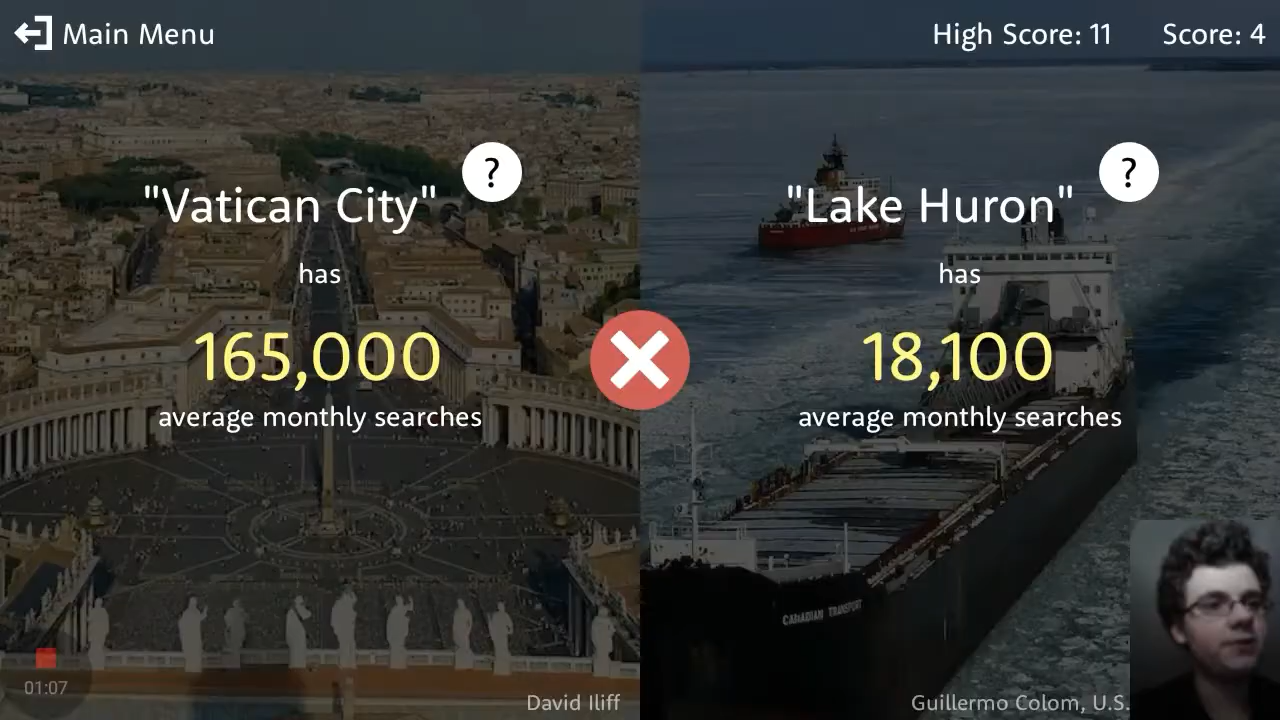 Main Menu
High Score: 11
Score: 4
"Vatican City"
?
has
165,000
average monthly searches
"Lake Huron"
?
has
18,100
average monthly searches
CANADIAN TRANSPORT
01:07
David Iliff
Guillermo Colom, U.S.